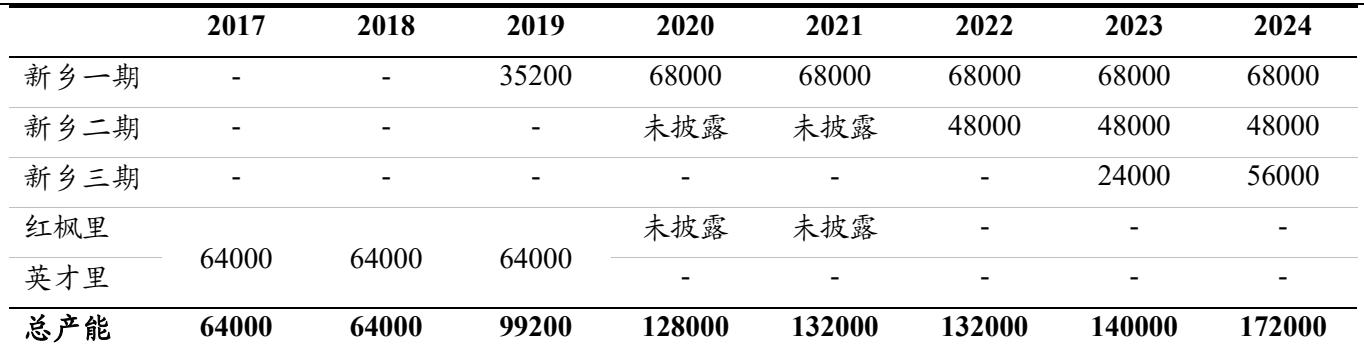 2017 2018 2019 2020 2021 2022 2023 2024
新乡一期 - - 35200 68000 68000 68000 68000 68000
新乡二期 - - - 未披露 未披露 48000 48000 48000
新乡三期 - - - - - - 24000 56000
红枫里 未披露 未披露 - - -
64000 64000 64000
英才里 - - - - -
总产能 64000 64000 99200 128000 132000 132000 140000 172000